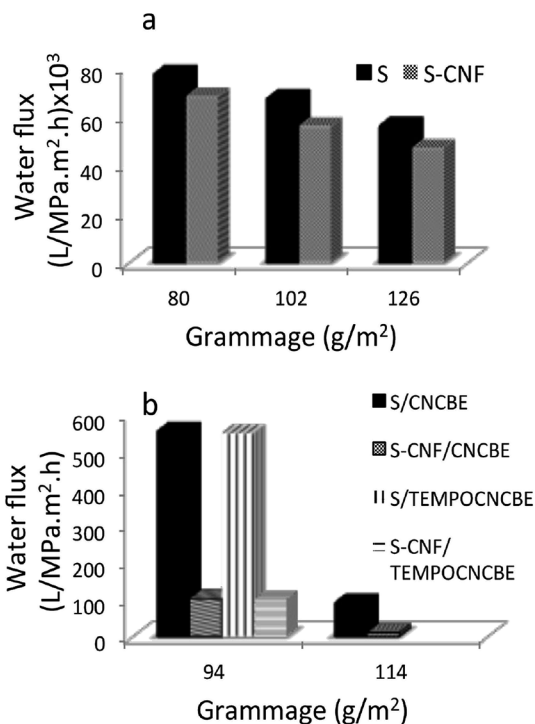 a
S S-CNF
Water flux
(L/MPa.m².h)x10³
80
60
40
20
0
80 102 126
Grammage (g/m²)
b
S/CNCBE
S-CNF/CNCBE
S/TEMPOCNCBE
S-CNF/
TEMPOCNCBE
Water flux
(L/MPa.m².h)
600
500
400
300
200
100
0
94 114
Grammage (g/m²)